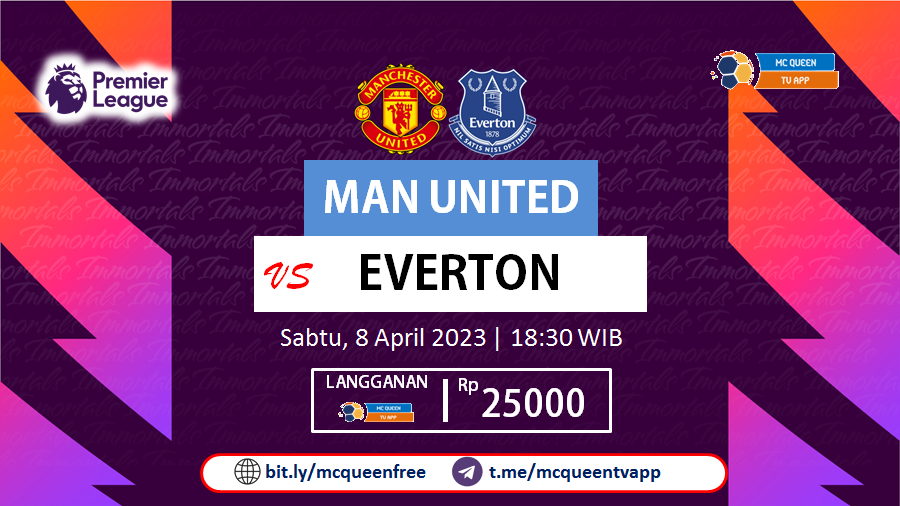 Premier
League
MANCHESTER
UNITED
Everton
1878
NIL SATIS NISI OPTIMUM
MC QUEEN
TV APP
MAN UNITED
VS EVERTON
Sabtu, 8 April 2023 | 18:30 WIB
LANGGANAN
MC QUEEN
TV APP
Rp 25000
bit.ly/mcqueenfree t.me/mcqueentvapp
Immortals